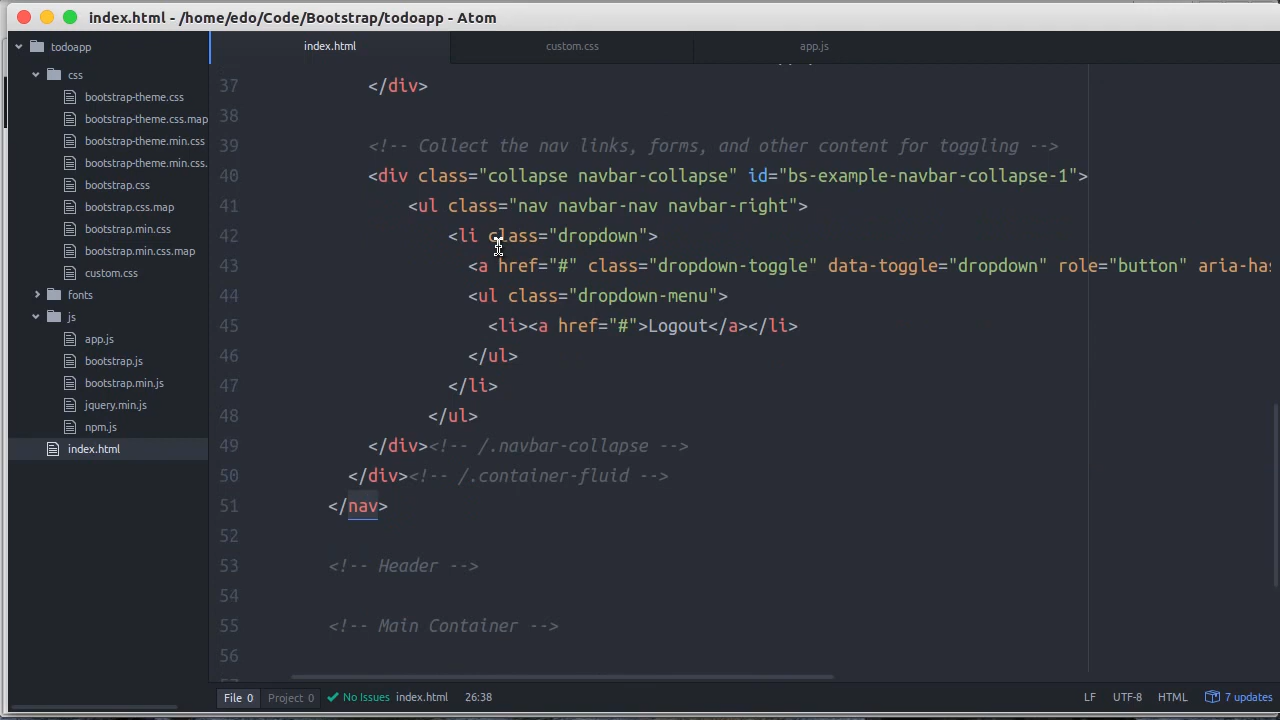 index.html - /home/edo/Code/Bootstrap/todoapp - Atom
todoapp
css
bootstrap-theme.css
bootstrap-theme.css.map
bootstrap-theme.min.css
bootstrap-theme.min.css.
bootstrap.css
bootstrap.css.map
bootstrap.min.css
bootstrap.min.css.map
custom.css
fonts
js
app.js
bootstrap.js
bootstrap.min.js
jquery.min.js
npm.js
index.html
index.html custom.css app.js
37 </div>
38
39 <!-- Collect the nav links, forms, and other content for toggling -->
40 <div class="collapse navbar-collapse" id="bs-example-navbar-collapse-1">
41 <ul class="nav navbar-nav navbar-right">
42 <li class="dropdown">
43 <a href="#" class="dropdown-toggle" data-toggle="dropdown" role="button" aria-has
44 <ul class="dropdown-menu">
45 <li><a href="#">Logout</a></li>
46 </ul>
47 </li>
48 </ul>
49 </div><!-- /.navbar-collapse -->
50 </div><!-- /.container-fluid -->
51 </nav>
52
53 <!-- Header -->
54
55 <!-- Main Container -->
56
File 0 Project 0 No Issues index.html 26:38 LF UTF-8 HTML 7 updates